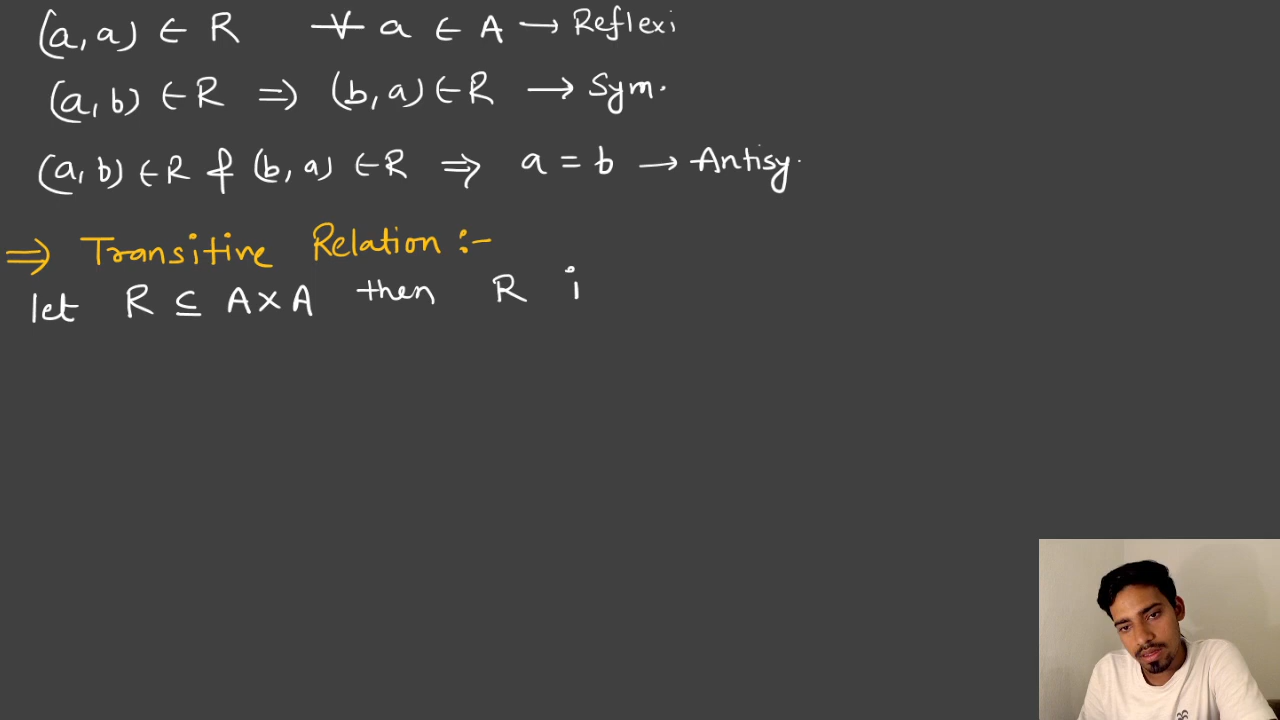 (a, a) ∈ R ∀ a ∈ A → Reflexi
(a, b) ∈ R ⇒ (b, a) ∈ R → Sym.
(a, b) ∈ R & (b, a) ∈ R ⇒ a = b → Antisy.
⇒ Transitive Relation :-
let R ⊆ A×A then R i